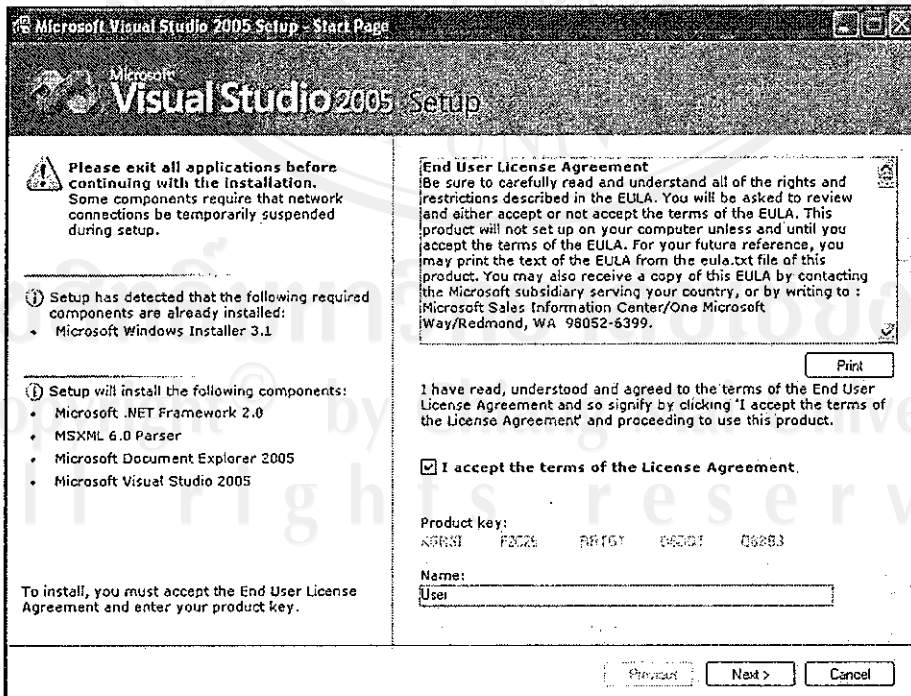 Microsoft Visual Studio 2005 Setup - Start Page
Microsoft
Visual Studio 2005 Setup
Please exit all applications before
continuing with the installation.
Some components require that network
connections be temporarily suspended
during setup.
Setup has detected that the following required
components are already installed:
• Microsoft Windows Installer 3.1
Setup will install the following components:
• Microsoft .NET Framework 2.0
• MSXML 6.0 Parser
• Microsoft Document Explorer 2005
• Microsoft Visual Studio 2005
To install, you must accept the End User License
Agreement and enter your product key.
End User License Agreement
Be sure to carefully read and understand all of the rights and
restrictions described in the EULA. You will be asked to review
and either accept or not accept the terms of the EULA. This
product will not set up on your computer unless and until you
accept the terms of the EULA. For your future reference, you
may print the text of the EULA from the eula.txt file of this
product. You may also receive a copy of this EULA by contacting
the Microsoft subsidiary serving your country, or by writing to :
Microsoft Sales Information Center/One Microsoft
Way/Redmond, WA 98052-6399.
Print
I have read, understood and agreed to the terms of the End User
License Agreement and so signify by clicking 'I accept the terms of
the License Agreement' and proceeding to use this product.
I accept the terms of the License Agreement.
Product key:
Name:
User
Previous
Next >
Cancel
by Chiang Mai
rights reserv